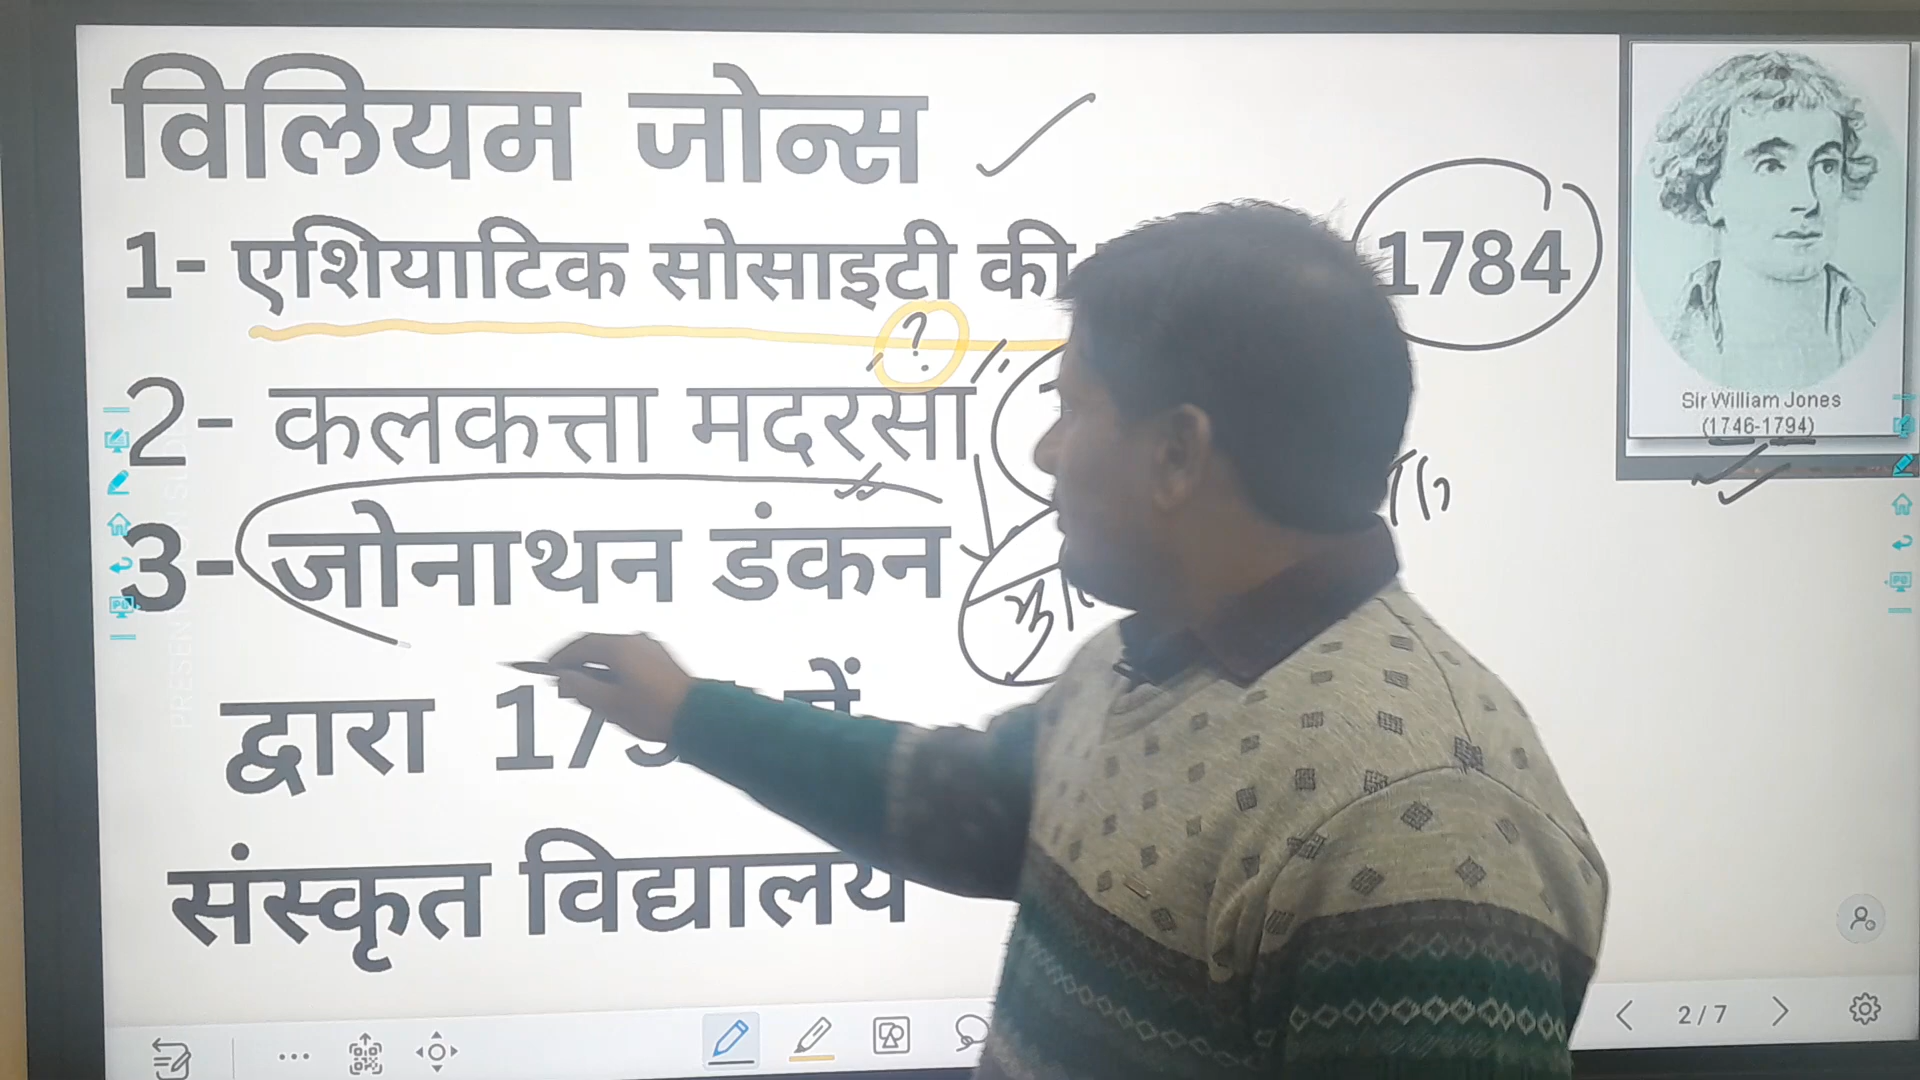 विलियम जोन्स
1- एशियाटिक सोसाइटी की 1784
?
2- कलकत्ता मदरसा
3- जोनाथन डंकन
द्वारा 17 में
संस्कृत विद्यालय
Sir William Jones
(1746-1794)
2/7